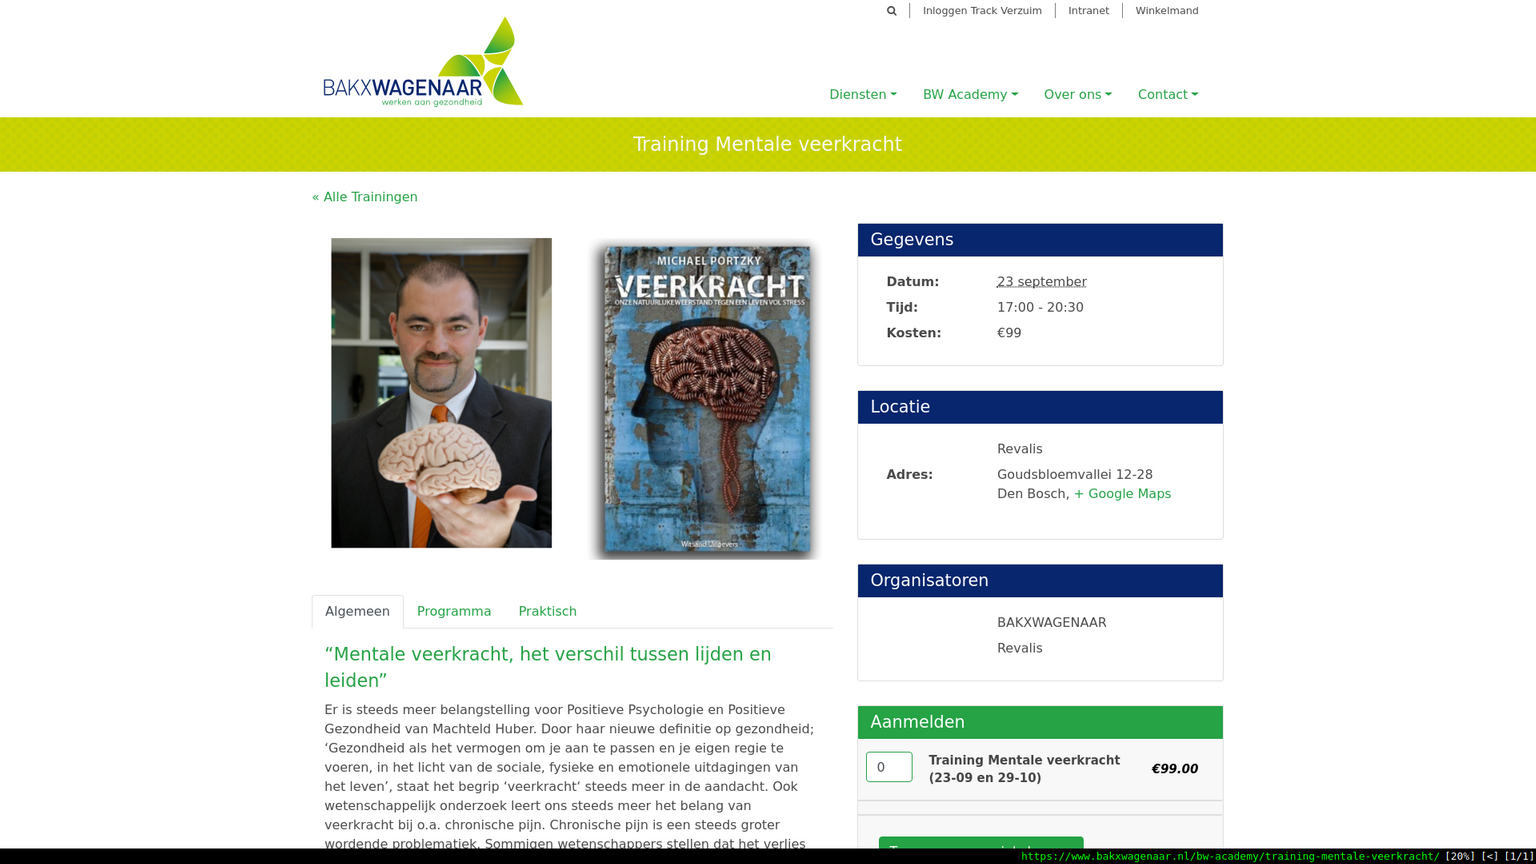 Inloggen Track Verzuim
Intranet
Winkelmand
BAKXWAGENAAR
werken aan gezondheid
Diensten
BW Academy
Over ons
Contact
Training Mentale veerkracht
« Alle Trainingen
MICHAEL PORTZKY
VEERKRACHT
ONZE NATUURLIJKE WEERSTAND TEGEN EEN LEVEN VOL STRESS
Witsand Uitgevers
Algemeen
Programma
Praktisch
“Mentale veerkracht, het verschil tussen lijden en
leiden”
Er is steeds meer belangstelling voor Positieve Psychologie en Positieve
Gezondheid van Machteld Huber. Door haar nieuwe definitie op gezondheid;
‘Gezondheid als het vermogen om je aan te passen en je eigen regie te
voeren, in het licht van de sociale, fysieke en emotionele uitdagingen van
het leven’, staat het begrip ‘veerkracht‘ steeds meer in de aandacht. Ook
wetenschappelijk onderzoek leert ons steeds meer het belang van
veerkracht bij o.a. chronische pijn. Chronische pijn is een steeds groter
wordende problematiek. Sommigen wetenschappers stellen dat het verlies
Gegevens
Datum: 23 september
Tijd: 17:00 - 20:30
Kosten: €99
Locatie
Revalis
Adres: Goudsbloemvallei 12-28
Den Bosch, + Google Maps
Organisatoren
BAKXWAGENAAR
Revalis
Aanmelden
0
Training Mentale veerkracht
(23-09 en 29-10)
€99.00
https://www.bakxwagenaar.nl/bw-academy/training-mentale-veerkracht/ [20%] [<] [1/1]